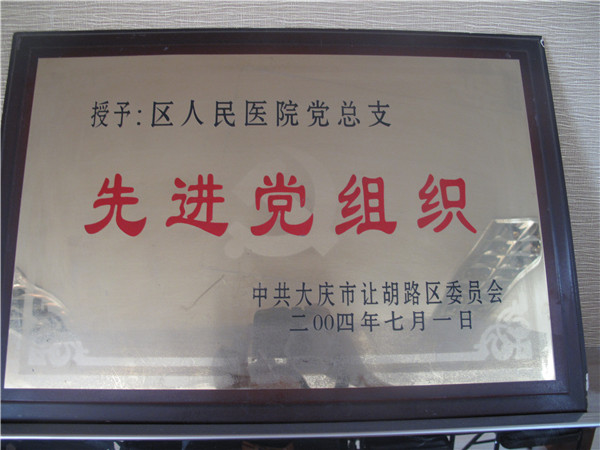 授予:区人民医院党总支
先进党组织
中共大庆市让胡路区委员会
二00四年七月一日